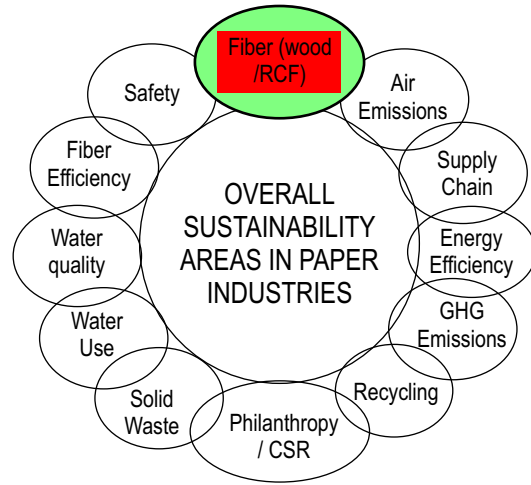 Fiber (wood
/RCF)
Air
Emissions
Supply
Chain
Energy
Efficiency
GHG
Emissions
Recycling
Philanthropy
/ CSR
Solid
Waste
Water
Use
Water
quality
Fiber
Efficiency
Safety
OVERALL
SUSTAINABILITY
AREAS IN PAPER
INDUSTRIES